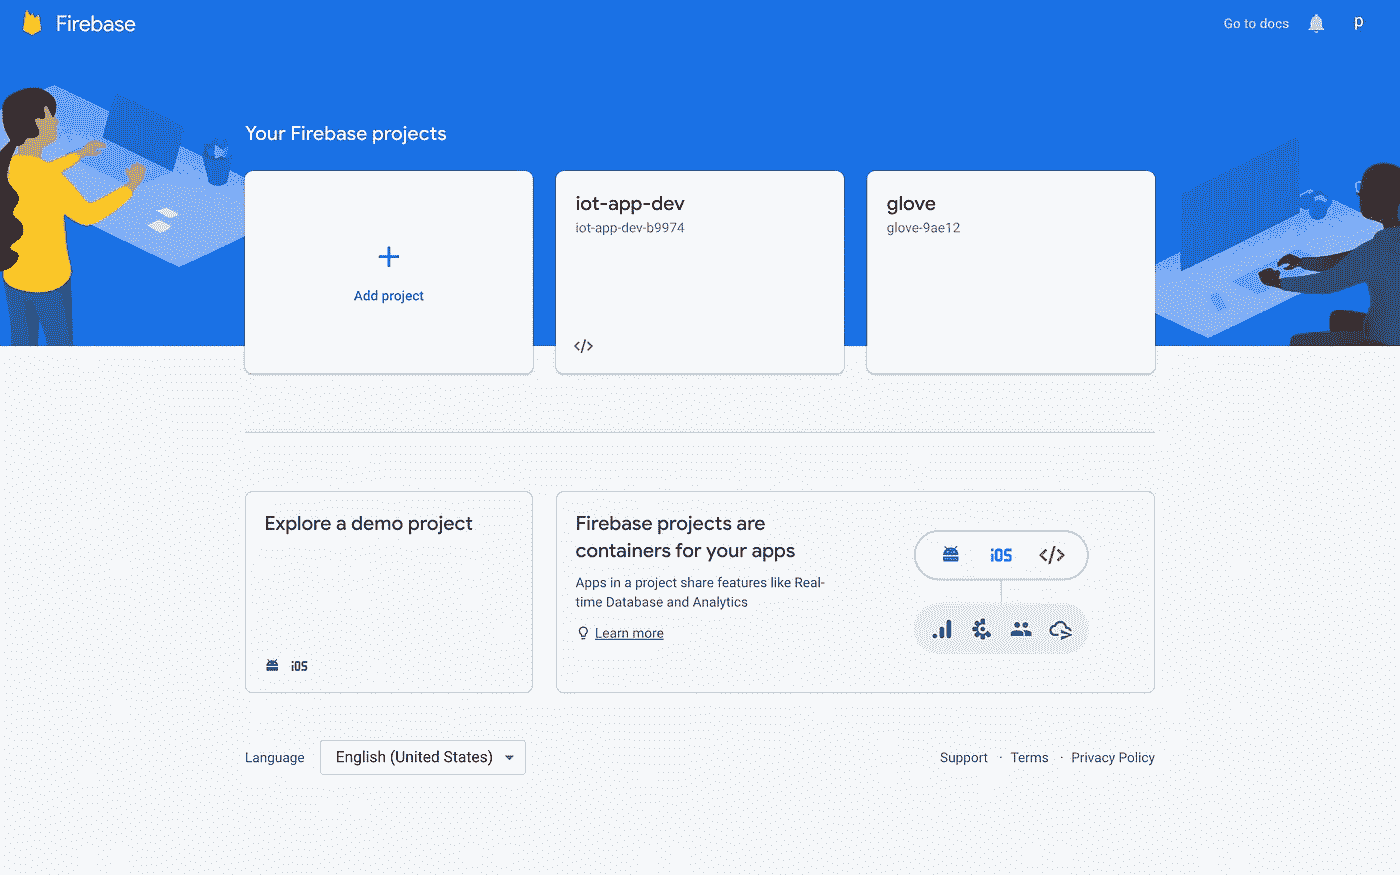 Firebase
Go to docs
p
Your Firebase projects
Add project
iot-app-dev
iot-app-dev-b9974
</>
glove
glove-9ae12
Explore a demo project
iOS
Firebase projects are
containers for your apps
Apps in a project share features like Real-
time Database and Analytics
Learn more
iOS </>
Language
English (United States)
Support · Terms · Privacy Policy